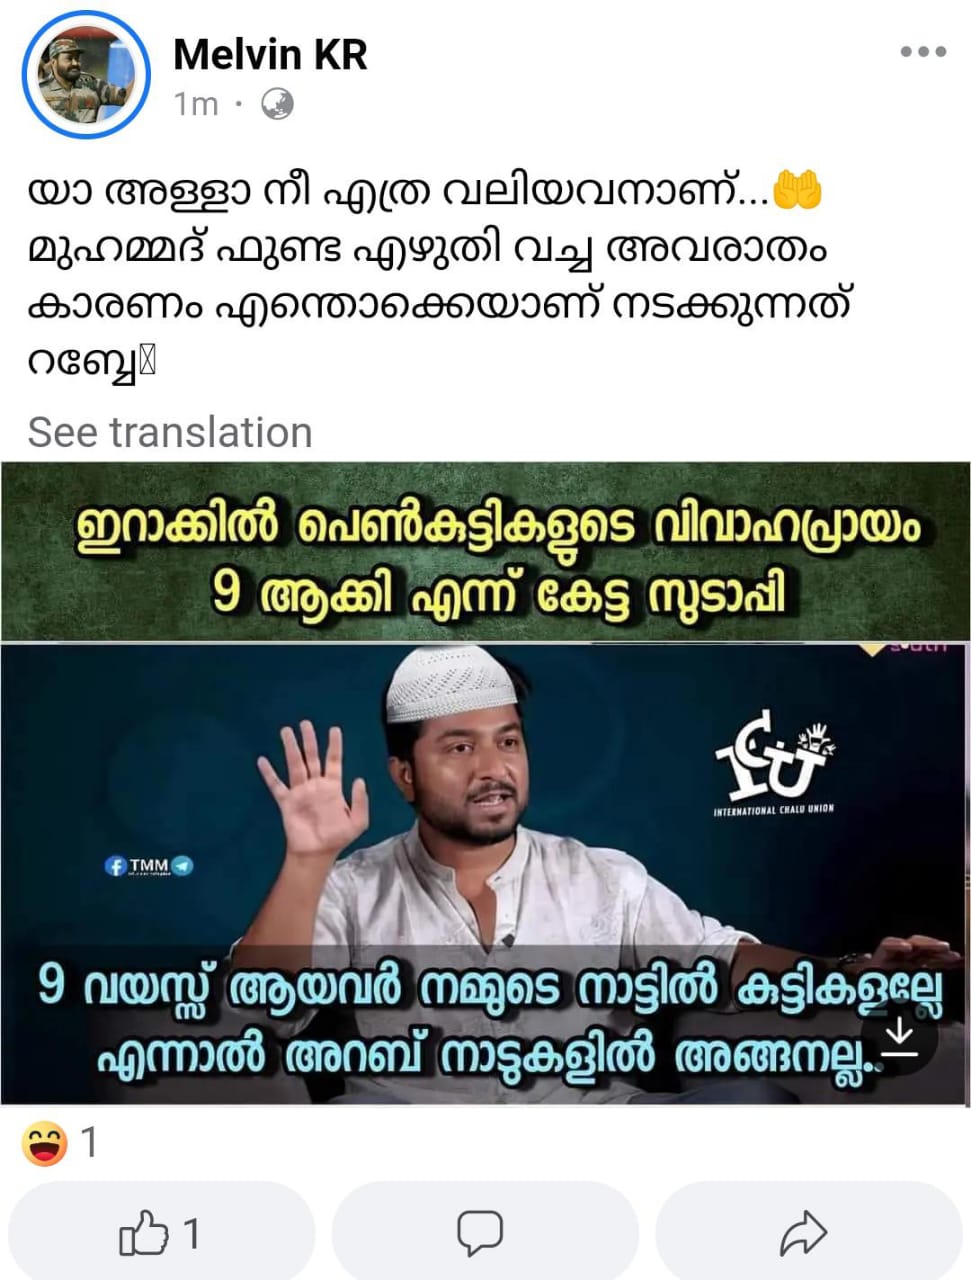 Melvin KR
1m ·
യാ അള്ളാ നീ എത്ര വലിയവനാണ്...🤲
മുഹമ്മദ് ഫുണ്ട എഴുതി വച്ച അവരാതം
കാരണം എന്തൊക്കെയാണ് നടക്കുന്നത്
റബ്ബേ
See translation
ഇറാക്കിൽ പെൺകുട്ടികളുടെ വിവാഹപ്രായം
9 ആക്കി എന്ന് കേട്ട സുടാപ്പി
ICU
INTERNATIONAL CHALU UNION
TMM
9 വയസ്സ് ആയവർ നമ്മുടെ നാട്ടിൽ കുട്ടികളല്ലേ
എന്നാൽ അറബ് നാടുകളിൽ അങ്ങനല്ല..
1
1